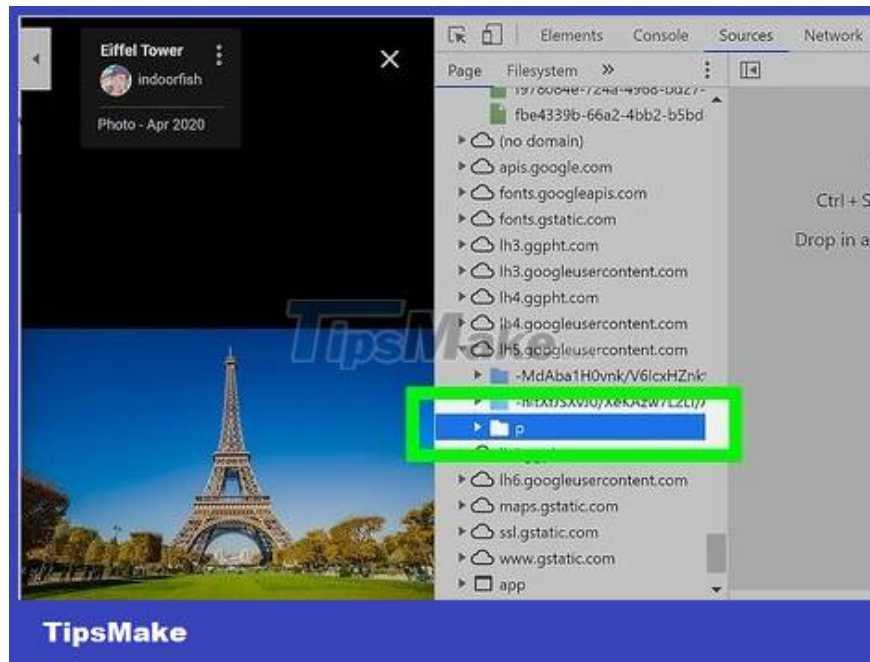 Eiffel Tower
indoorfish
Photo - Apr 2020
Elements Console Sources Network
Page Filesystem »
fbe4339b-66a2-4bb2-b5bd
(no domain)
apis.google.com
fonts.googleapis.com
fonts.gstatic.com
lh3.ggpht.com
lh3.googleusercontent.com
lh4.ggpht.com
lh4.googleusercontent.com
lh5.googleusercontent.com
p
lh6.googleusercontent.com
maps.gstatic.com
ssl.gstatic.com
www.gstatic.com
app
Ctrl + S
Drop in a
TipsMake
TipsMake